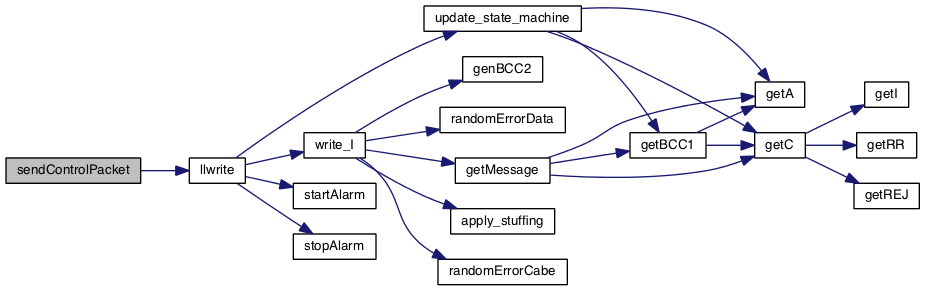 sendControlPacket
llwrite
update_state_machine
write_I
startAlarm
stopAlarm
genBCC2
randomErrorData
getMessage
apply_stuffing
randomErrorCabe
getBCC1
getA
getC
getI
getRR
getREJ